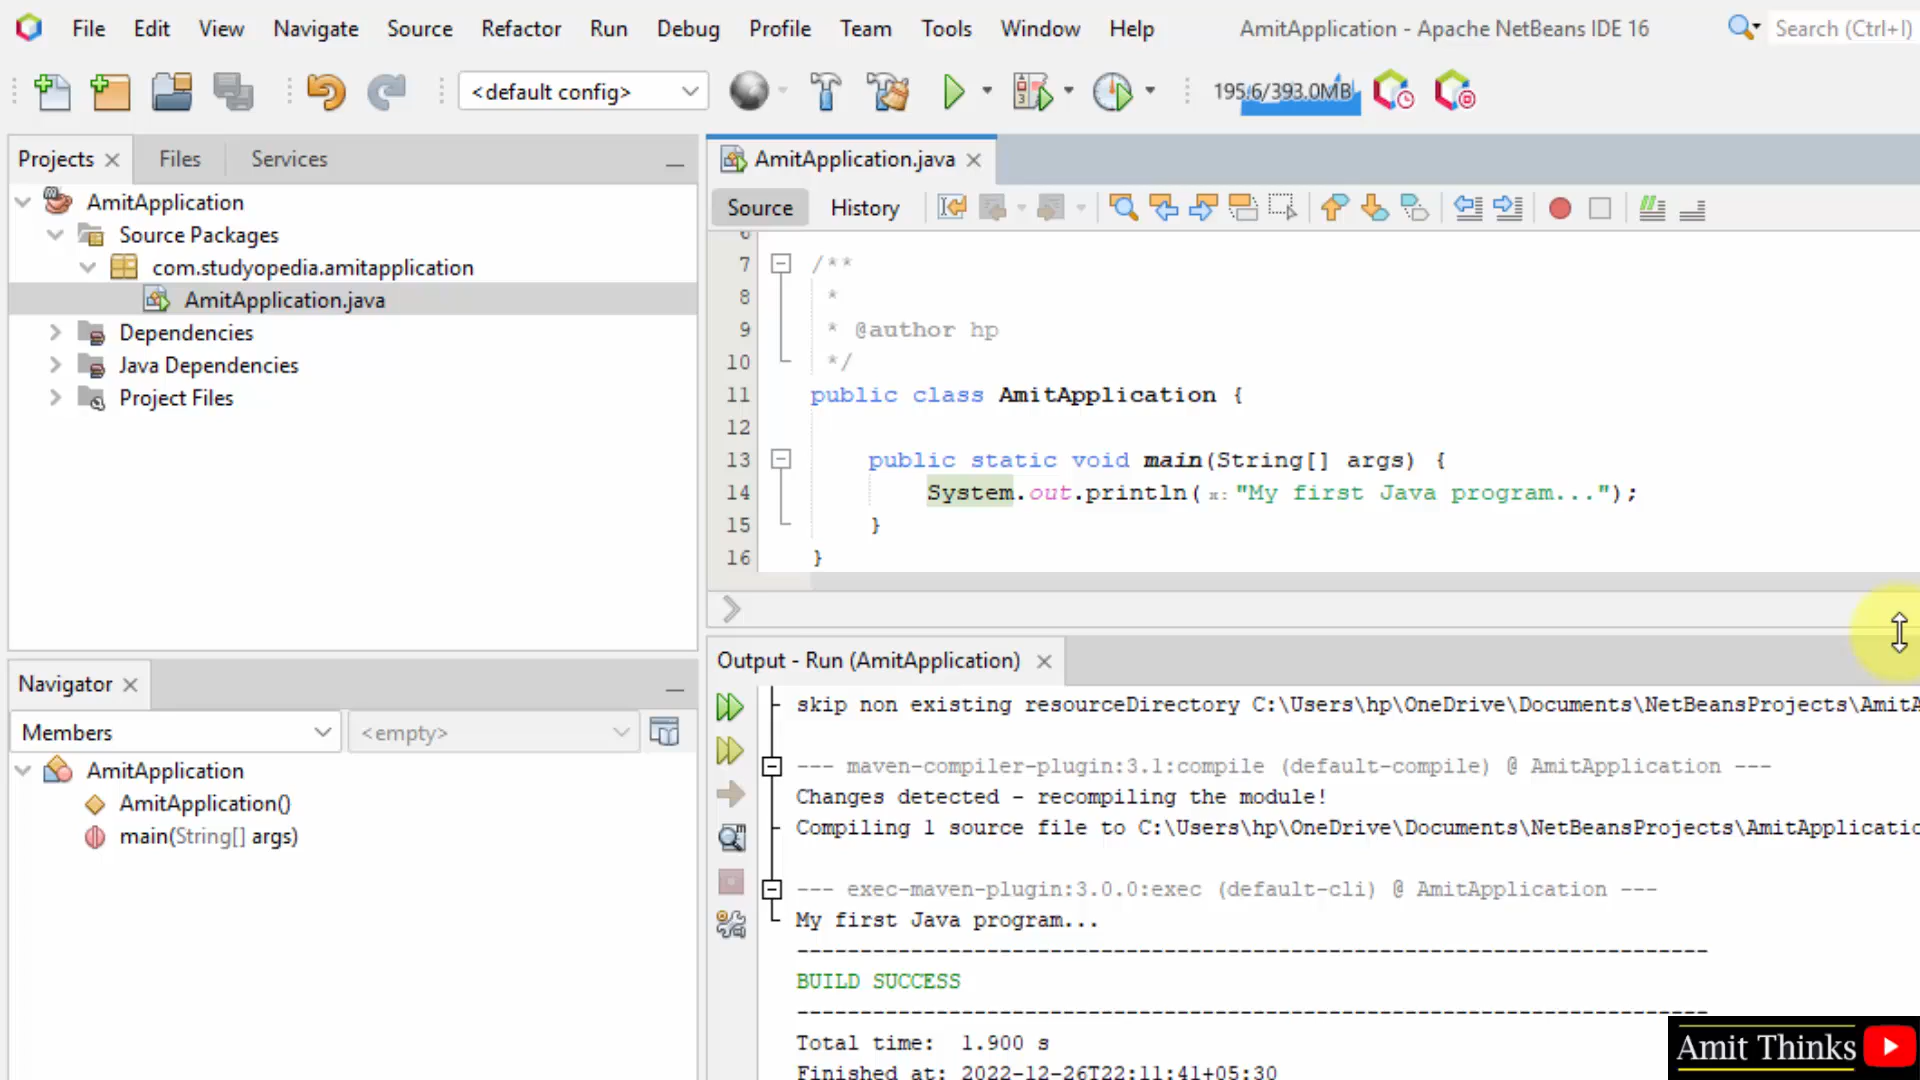 File Edit View Navigate Source Refactor Run Debug Profile Team Tools Window Help AmitApplication - Apache NetBeans IDE 16 Search (Ctrl+I)
<default config> 195.6/393.0MB
Projects Files Services
AmitApplication
Source Packages
com.studyopedia.amitapplication
AmitApplication.java
Dependencies
Java Dependencies
Project Files
Navigator
Members <empty>
AmitApplication
AmitApplication()
main(String[] args)
AmitApplication.java
Source History
6
7 /**
8 *
9 * @author hp
10 */
11 public class AmitApplication {
12
13 public static void main(String[] args) {
14 System.out.println( x: "My first Java program...");
15 }
16 }
Output - Run (AmitApplication)
skip non existing resourceDirectory C:\Users\hp\OneDrive\Documents\NetBeansProjects\AmitA
--- maven-compiler-plugin:3.1:compile (default-compile) @ AmitApplication ---
Changes detected - recompiling the module!
Compiling 1 source file to C:\Users\hp\OneDrive\Documents\NetBeansProjects\AmitApplicatio
--- exec-maven-plugin:3.0.0:exec (default-cli) @ AmitApplication ---
My first Java program...
------------------------------------------------------------------------
BUILD SUCCESS
------------------------------------------------------------------------
Total time: 1.900 s
Finished at: 2022-12-26T22:11:41+05:30
Amit Thinks